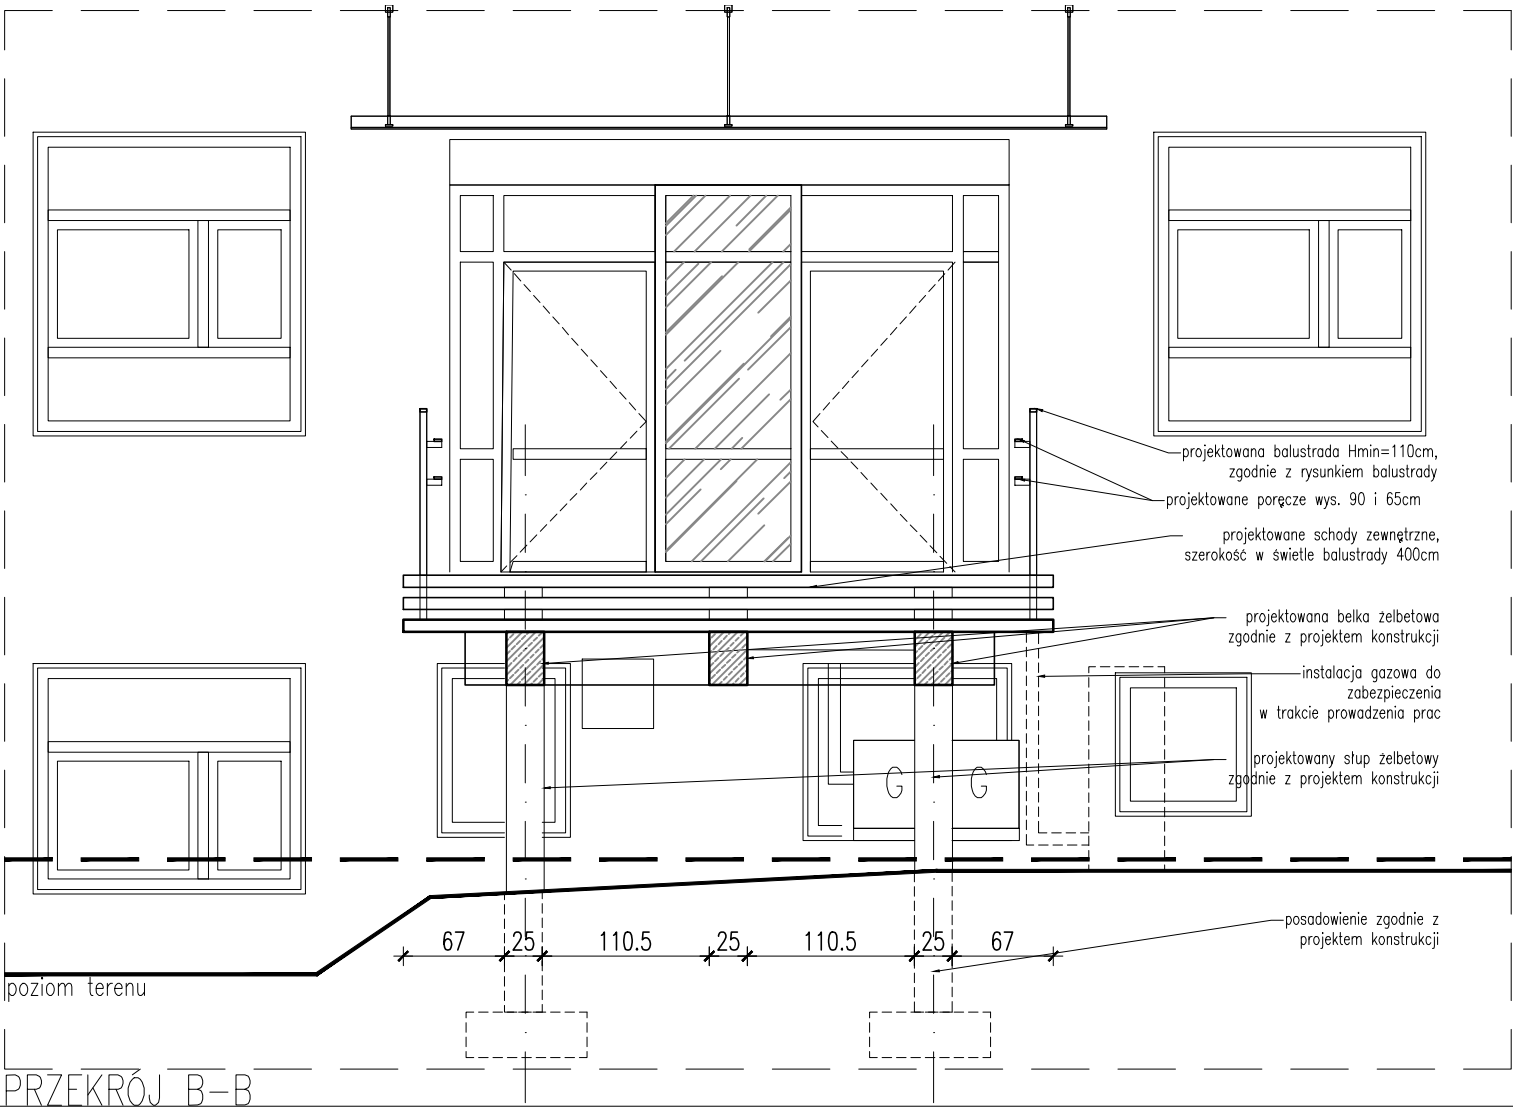 projektowana balustrada Hmin=110cm,
zgodnie z rysunkiem balustrady
projektowane poręcze wys. 90 i 65cm
projektowane schody zewnętrzne,
szerokość w świetle balustrady 400cm
projektowana belka żelbetowa
zgodnie z projektem konstrukcji
instalacja gazowa do
zabezpieczenia
w trakcie prowadzenia prac
projektowany słup żelbetowy
zgodnie z projektem konstrukcji
G G
posadowienie zgodnie z
projektem konstrukcji
67 25 110.5 25 110.5 25 67
poziom terenu
PRZEKRÓJ B-B